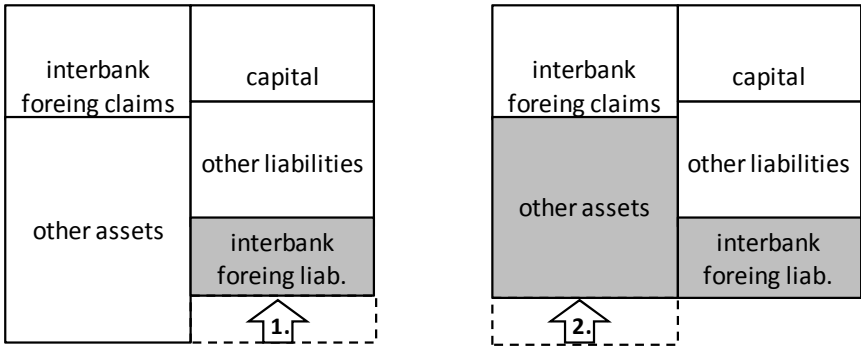 interbank
foreing claims
capital
other liabilities
other assets
interbank
foreing liab.
1.
interbank
foreing claims
capital
other liabilities
other assets
interbank
foreing liab.
2.